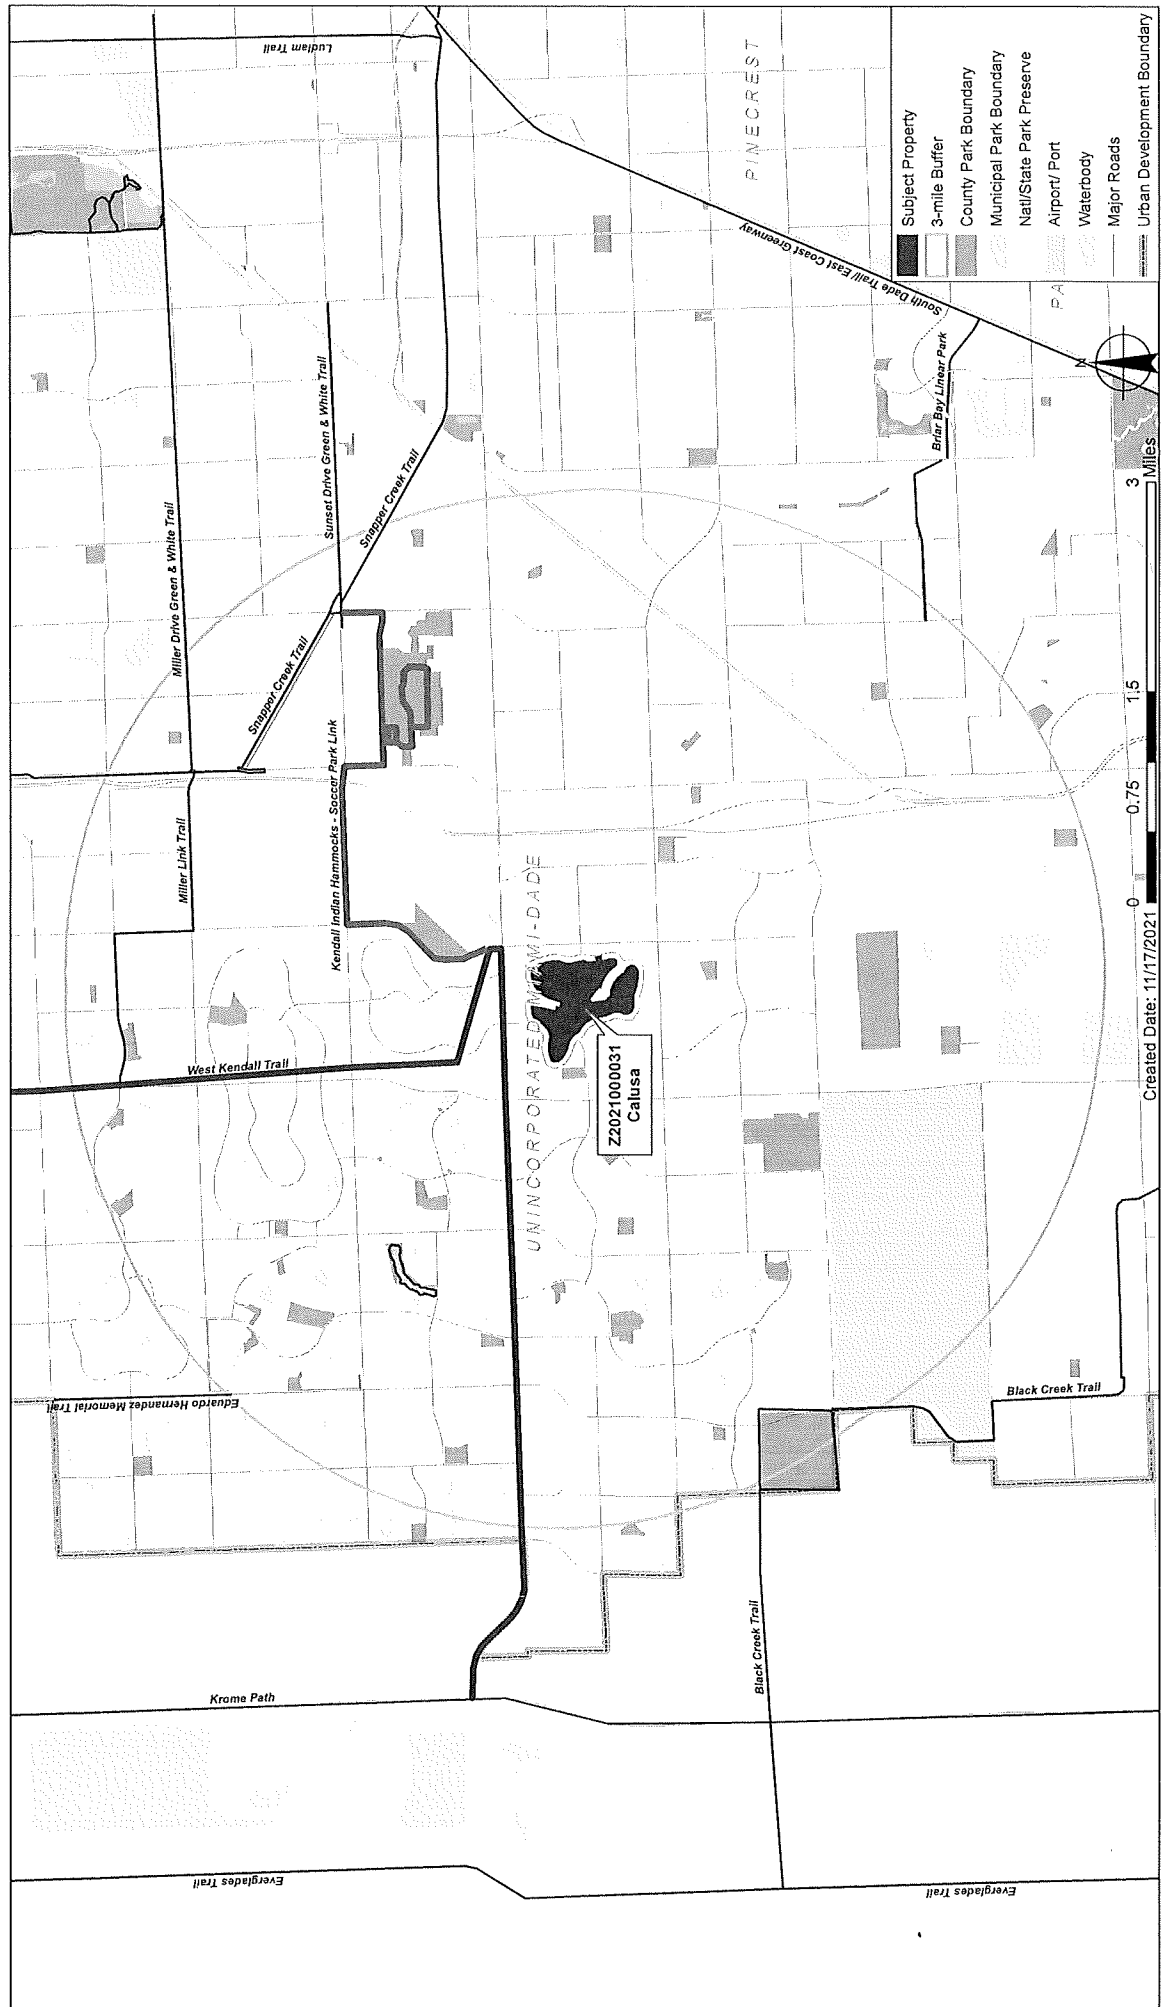 Ludlam Trail
Miller Drive Green & White Trail
Sunset Drive Green & White Trail
Snapper Creek Trail
Snapper Creek Trail
Miller Link Trail
Kendall Indian Hammocks - Soccer Park Link
West Kendall Trail
Eduardo Hernandez Memorial Trail
Krome Path
Everglades Trail
Everglades Trail
Black Creek Trail
Black Creek Trail
UNINCORPORATED MIAMI-DADE
Z2021000031
Calusa
PINECREST
South Dade Trail/ East Coast Greenway
Briar Bay Linear Park
PA
N
Subject Property
3-mile Buffer
County Park Boundary
Municipal Park Boundary
Natl/State Park Preserve
Airport/ Port
Waterbody
Major Roads
Urban Development Boundary
0 0.75 1.5 3
Miles
Created Date: 11/17/2021